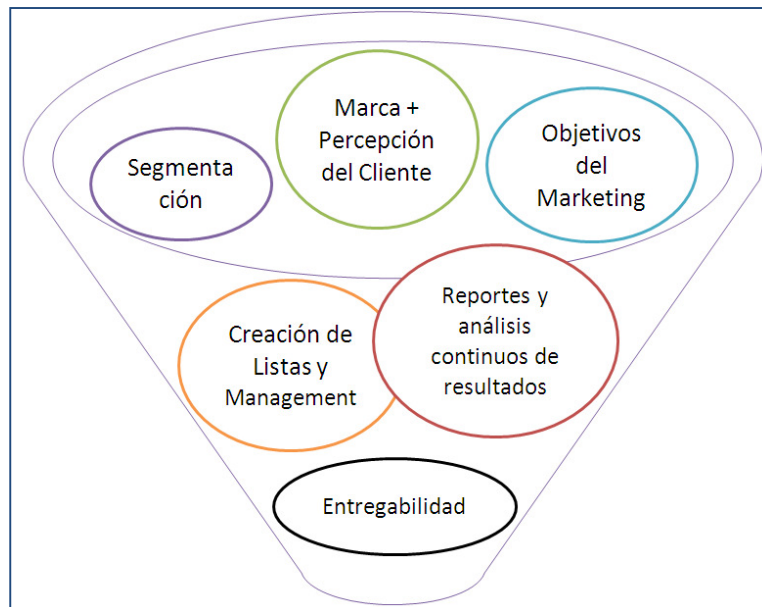 Segmenta
ción
Marca +
Percepción
del Cliente
Objetivos
del
Marketing
Creación de
Listas y
Management
Reportes y
análisis
continuos de
resultados
Entregabilidad